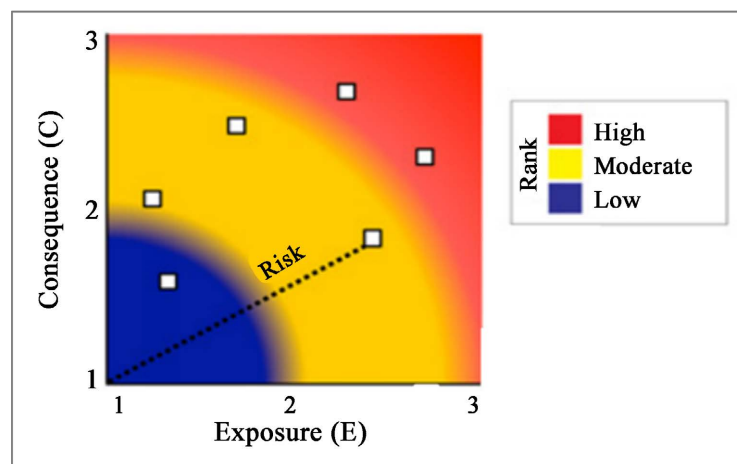 3
Consequence (C)
2
1
Risk
1 2 3
Exposure (E)
Rank
High
Moderate
Low